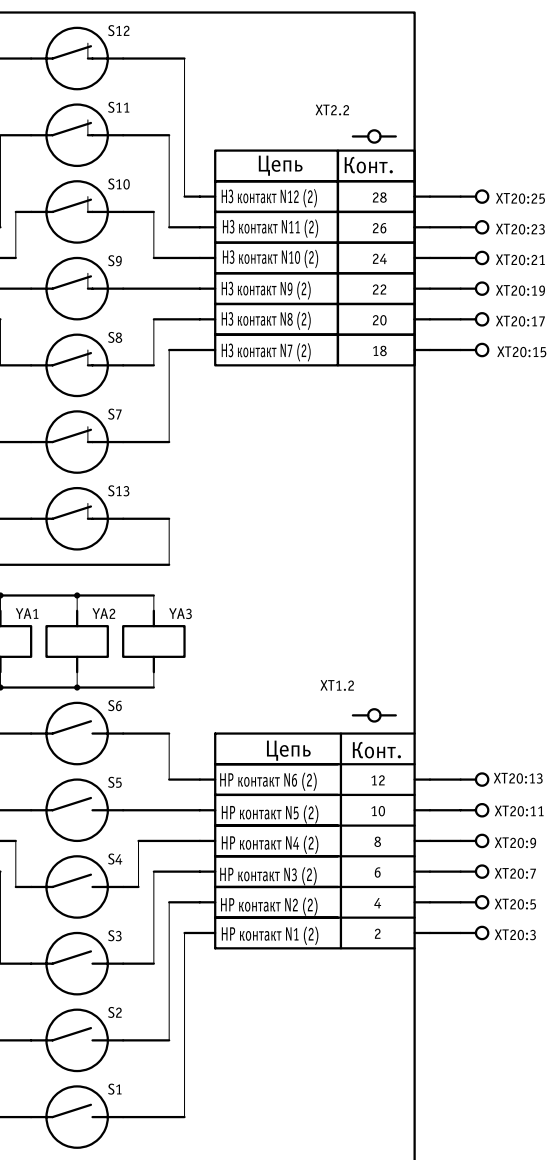 S12
S11
XT2.2
Цепь Конт.
S10
НЗ контакт N12 (2) 28 XT20:25
НЗ контакт N11 (2) 26 XT20:23
НЗ контакт N10 (2) 24 XT20:21
S9
НЗ контакт N9 (2) 22 XT20:19
НЗ контакт N8 (2) 20 XT20:17
S8
НЗ контакт N7 (2) 18 XT20:15
S7
S13
YA1 YA2 YA3
XT1.2
S6
Цепь Конт.
НР контакт N6 (2) 12 XT20:13
S5
НР контакт N5 (2) 10 XT20:11
НР контакт N4 (2) 8 XT20:9
S4
НР контакт N3 (2) 6 XT20:7
НР контакт N2 (2) 4 XT20:5
S3
НР контакт N1 (2) 2 XT20:3
S2
S1